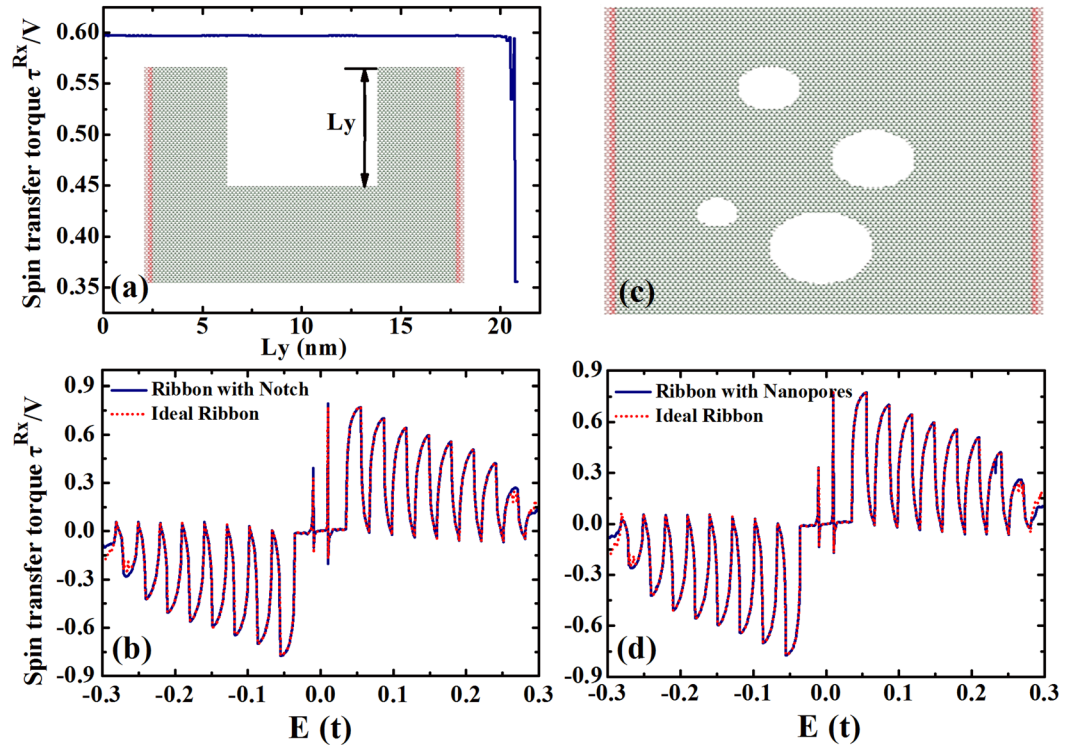 Spin transfer torque τ^Rx/V
0.60
0.55
0.50
0.45
0.40
0.35
Ly
(a)
0 5 10 15 20
Ly (nm)
(c)
Spin transfer torque τ^Rx/V
0.9
0.6
0.3
0.0
-0.3
-0.6
-0.9
Ribbon with Notch
Ideal Ribbon
(b)
-0.3 -0.2 -0.1 0.0 0.1 0.2 0.3
E (t)
0.9
0.6
0.3
0.0
-0.3
-0.6
-0.9
Ribbon with Nanopores
Ideal Ribbon
(d)
-0.3 -0.2 -0.1 0.0 0.1 0.2 0.3
E (t)